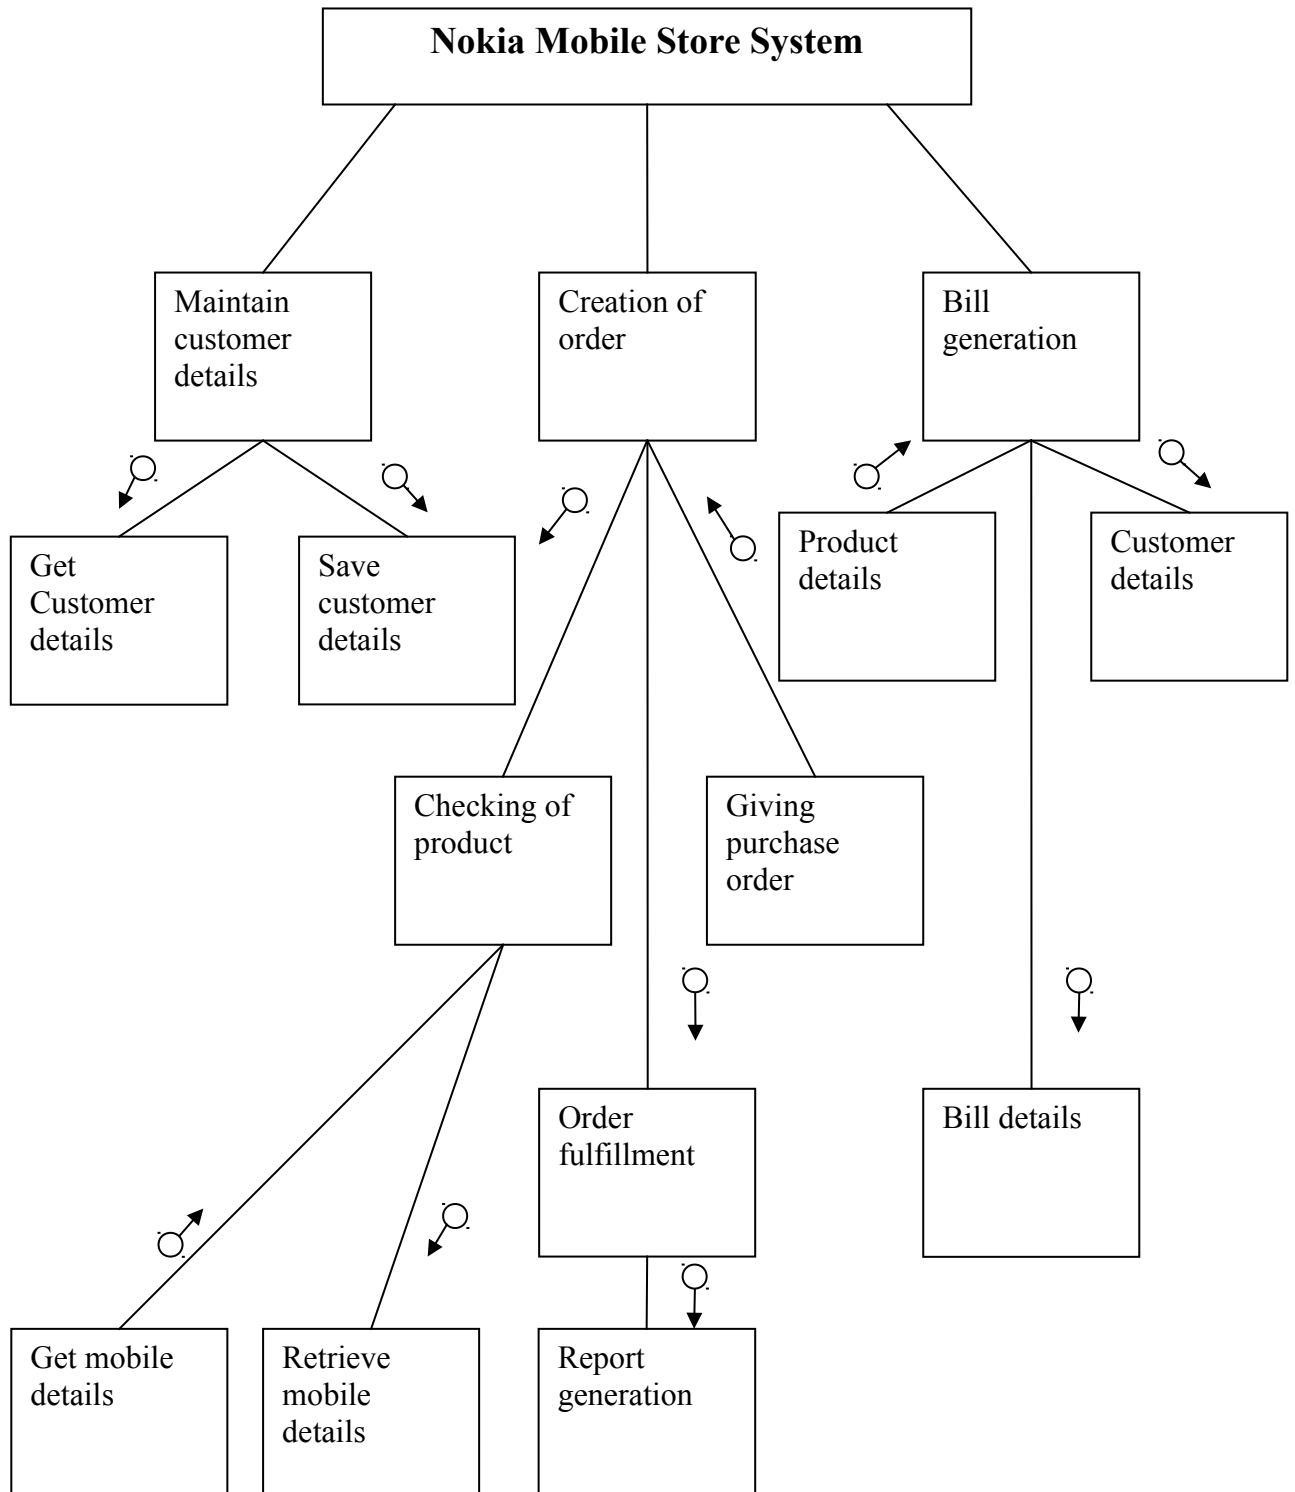 Nokia Mobile Store System
Maintain
customer
details
Creation of
order
Bill
generation
Get
Customer
details
Save
customer
details
Product
details
Customer
details
Checking of
product
Giving
purchase
order
Order
fulfillment
Bill details
Get mobile
details
Retrieve
mobile
details
Report
generation